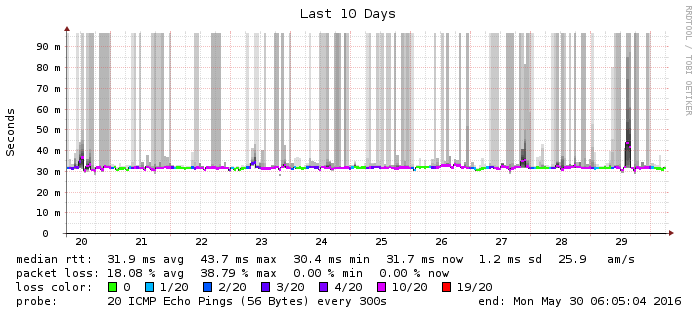 Last 10 Days
RRDTOOL / TOBI OETIKER
Seconds
90 m
80 m
70 m
60 m
50 m
40 m
30 m
20 m
10 m
0
20 21 22 23 24 25 26 27 28 29
median rtt: 31.9 ms avg 43.7 ms max 30.4 ms min 31.7 ms now 1.2 ms sd 25.9 am/s
packet loss: 18.08 % avg 38.79 % max 0.00 % min 0.00 % now
loss color: 0 1/20 2/20 3/20 4/20 10/20 19/20
probe: 20 ICMP Echo Pings (56 Bytes) every 300s end: Mon May 30 06:05:04 2016